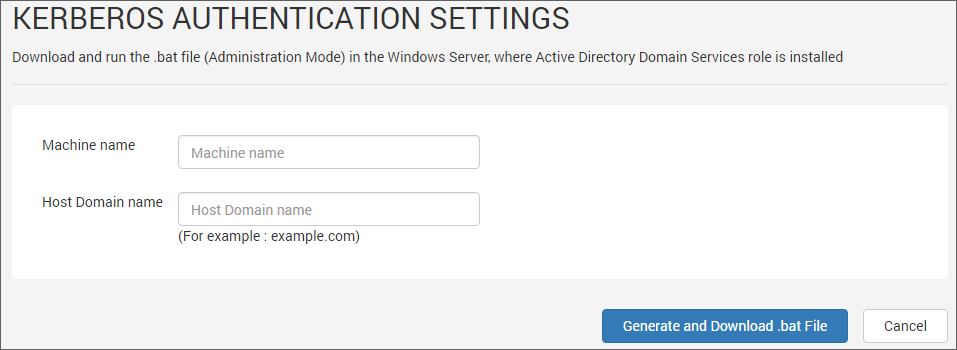 KERBEROS AUTHENTICATION SETTINGS
Download and run the .bat file (Administration Mode) in the Windows Server, where Active Directory Domain Services role is installed
Machine name
Machine name
Host Domain name
Host Domain name
(For example : example.com)
Generate and Download .bat File
Cancel